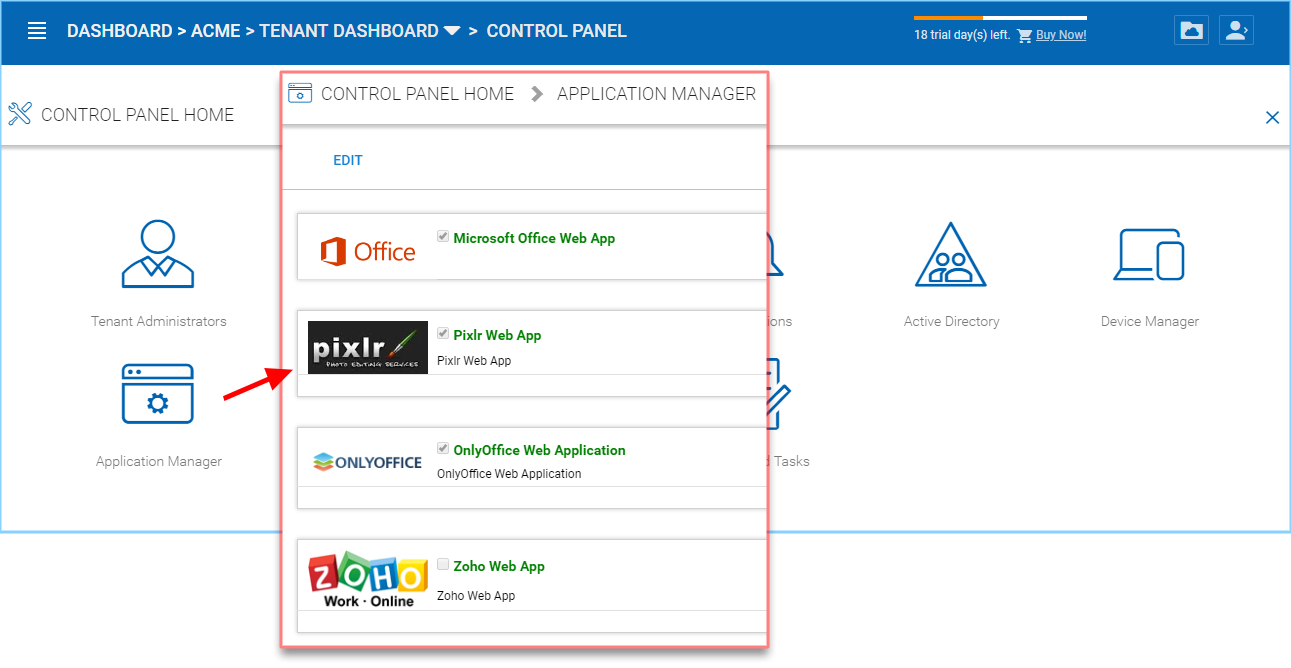 DASHBOARD > ACME > TENANT DASHBOARD > CONTROL PANEL
18 trial day(s) left. Buy Now!
CONTROL PANEL HOME
CONTROL PANEL HOME > APPLICATION MANAGER
EDIT
Office
Microsoft Office Web App
pixlr
PHOTO EDITING SERVICES
Pixlr Web App
Pixlr Web App
ONLYOFFICE
OnlyOffice Web Application
OnlyOffice Web Application
ZOHO
Work · Online
Zoho Web App
Zoho Web App
Tenant Administrators
ions
Active Directory
Device Manager
Application Manager
d Tasks